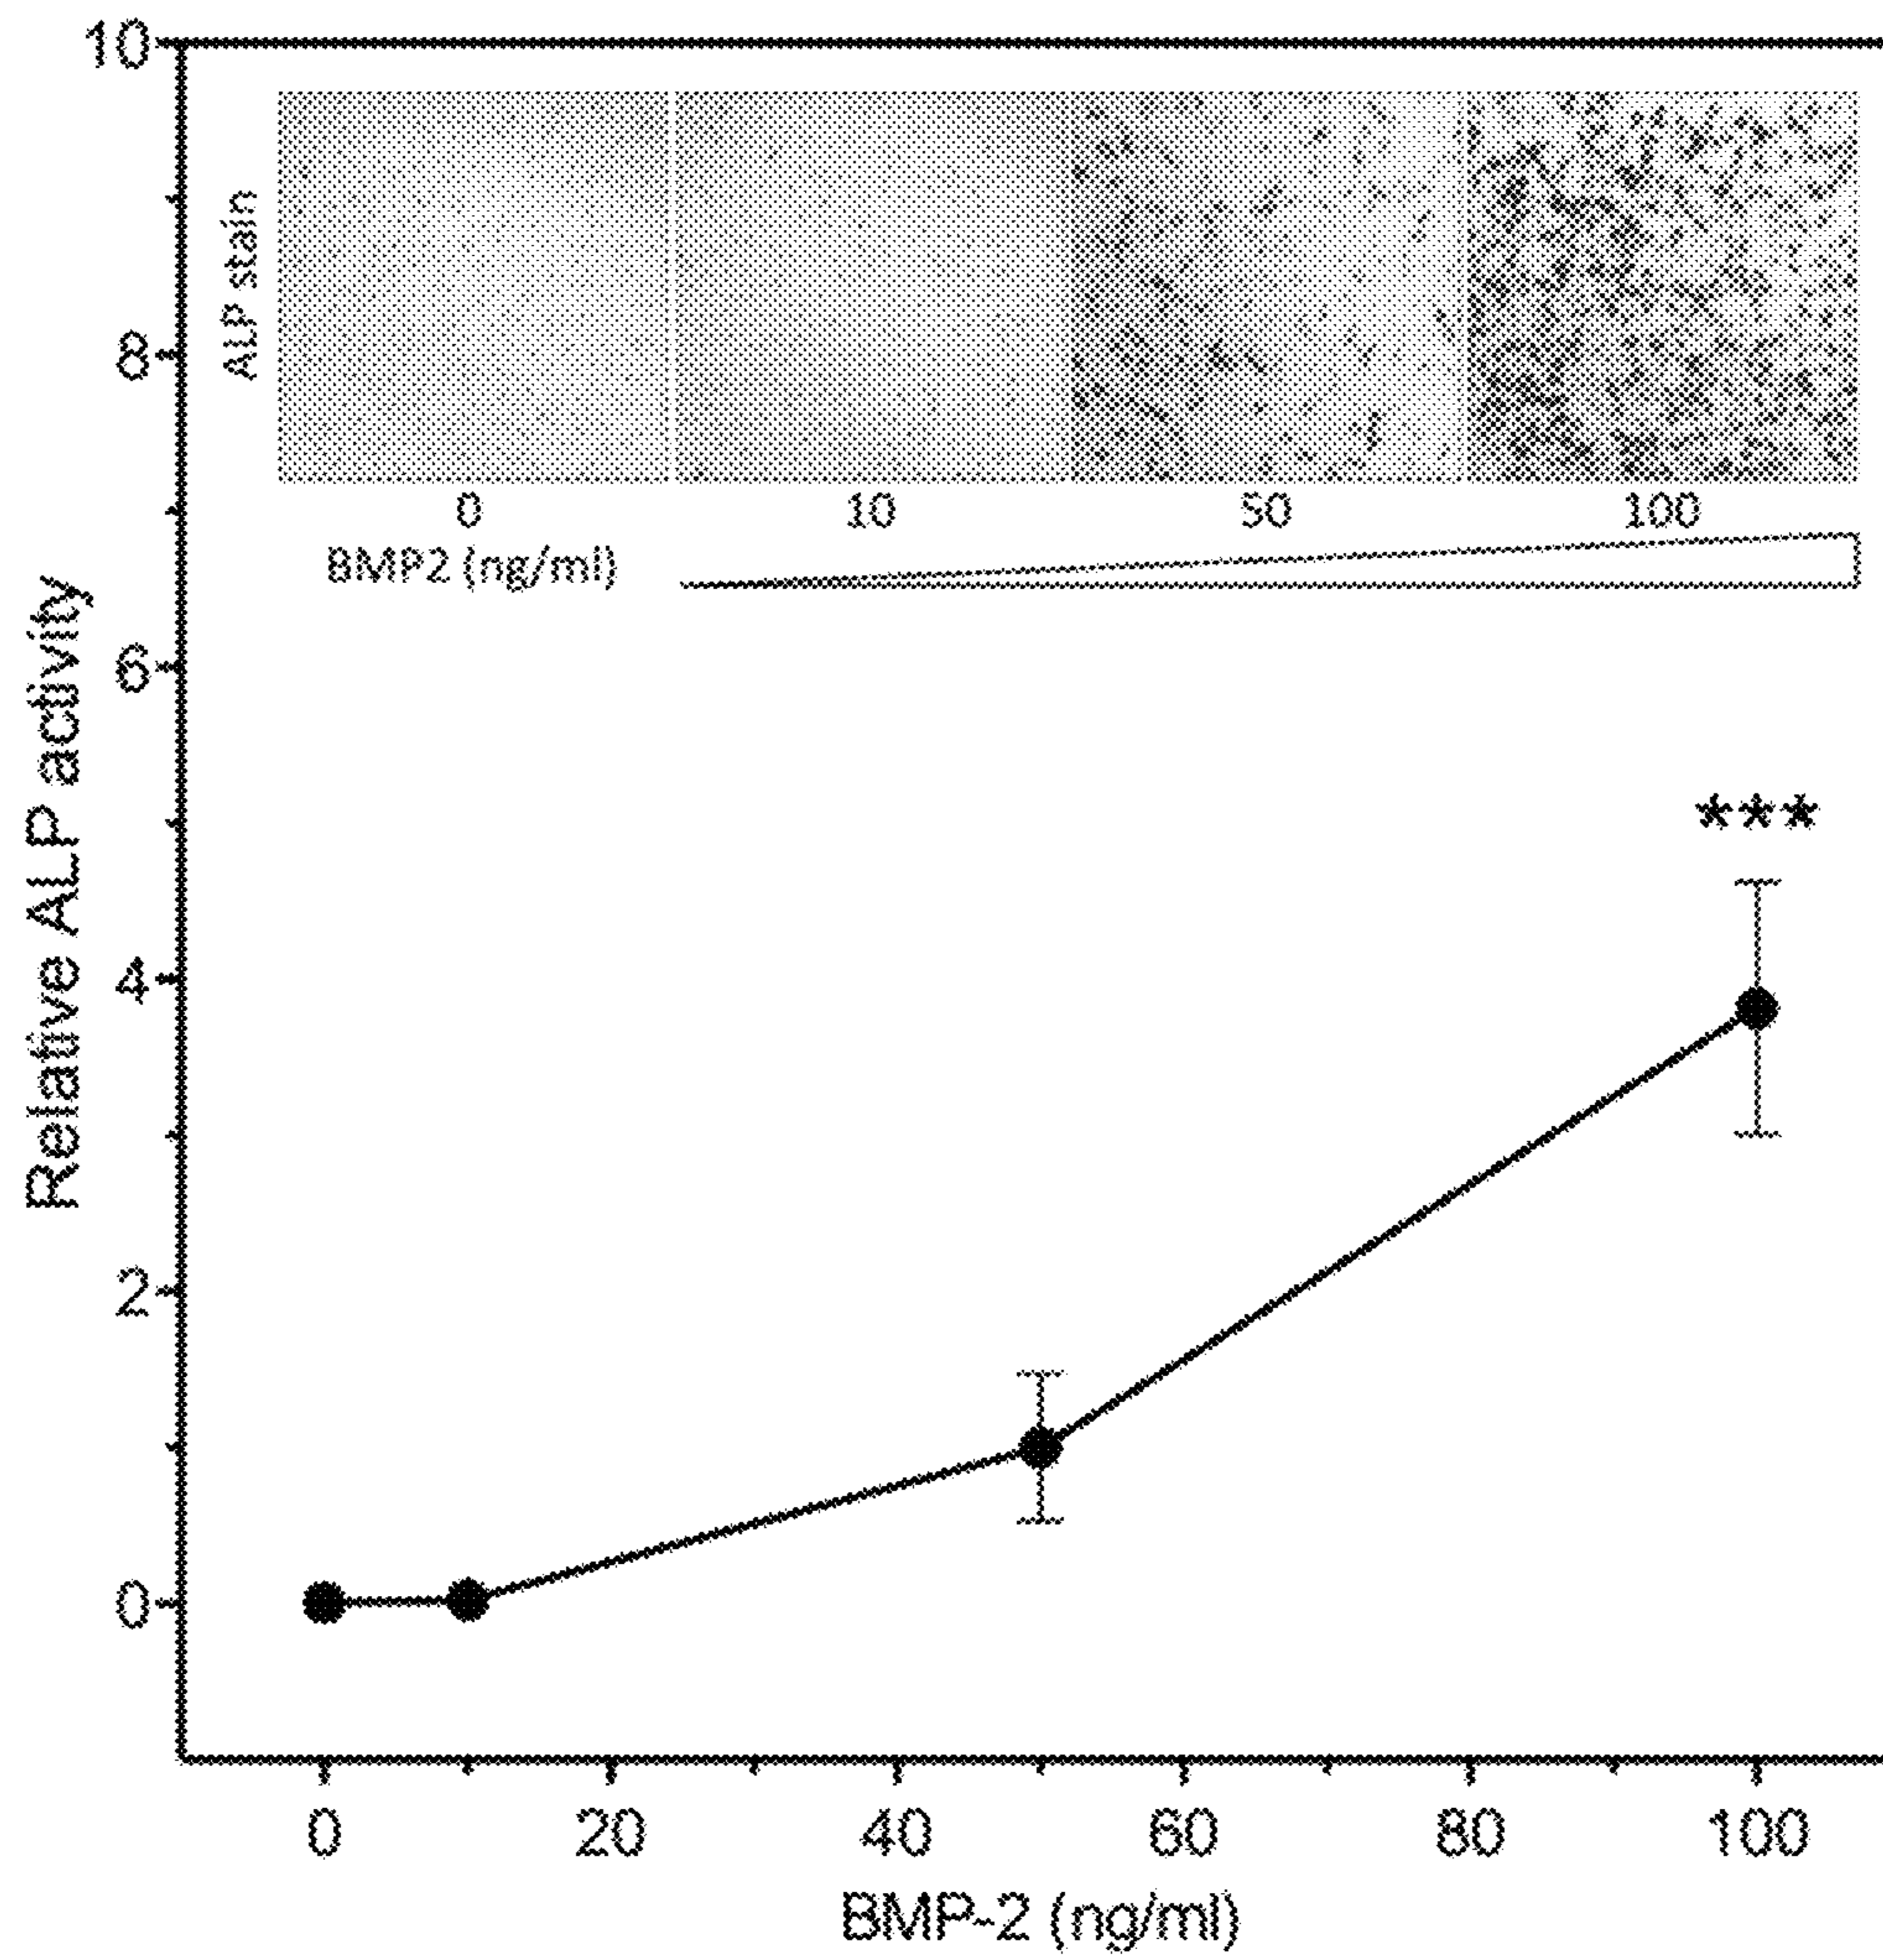 10
8
6
4
2
0
Relative ALP activity
ALP stain
0 10 50 100
BMP2 (ng/ml)
***
0 20 40 60 80 100
BMP-2 (ng/ml)